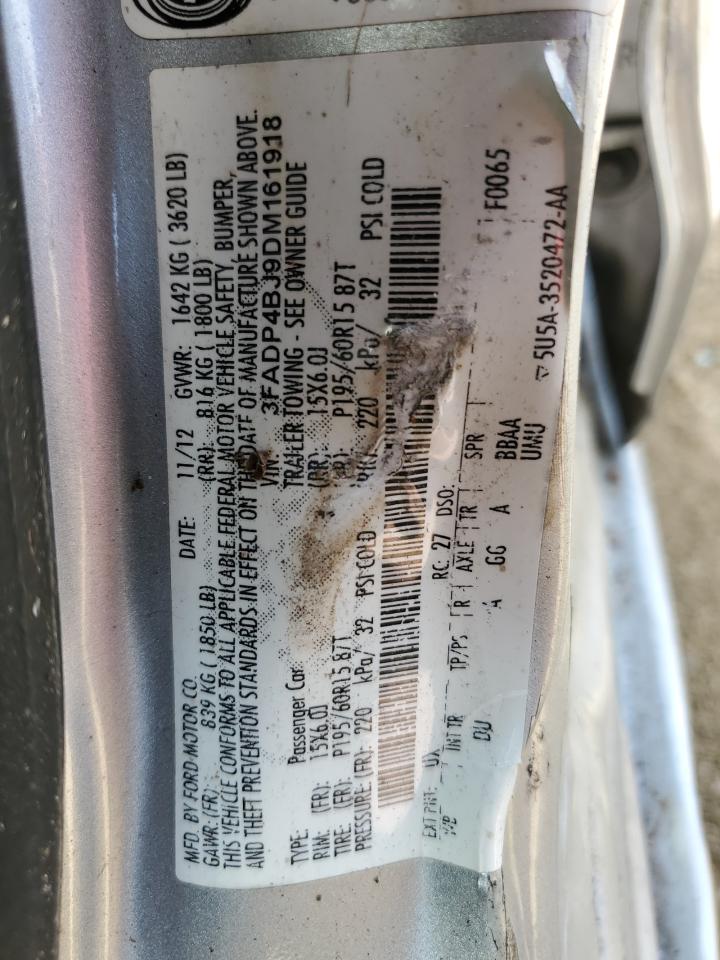 MFD. BY FORD MOTOR CO.
DATE: 11/12 GVWR: 1642 KG ( 3620 LB)
GAWR: (FR): 839 KG ( 1850 LB) (RR): 816 KG ( 1800 LB)
THIS VEHICLE CONFORMS TO ALL APPLICABLE FEDERAL MOTOR VEHICLE SAFETY, BUMPER,
AND THEFT PREVENTION STANDARDS IN EFFECT ON THE DATE OF MANUFACTURE SHOWN ABOVE.
VIN: 3FADP4BJ9DM161918
TYPE: Passenger Car TRAILER TOWING - SEE OWNER GUIDE
RIM: (FR): 15X6.0J (RR): 15X6.0J
TIRE: (FR): P195/60R15 87T (RR): P195/60R15 87T
PRESSURE: (FR): 220 kPa/ 32 PSI COLD (RR): 220 kPa/ 32 PSI COLD
EXT PNT: UX RC: 27 DSO: F0065
WB INT TR TP/PS R AXLE TR SPR
DU A GG A BBAA
UMU
5U5A-3520472-AA